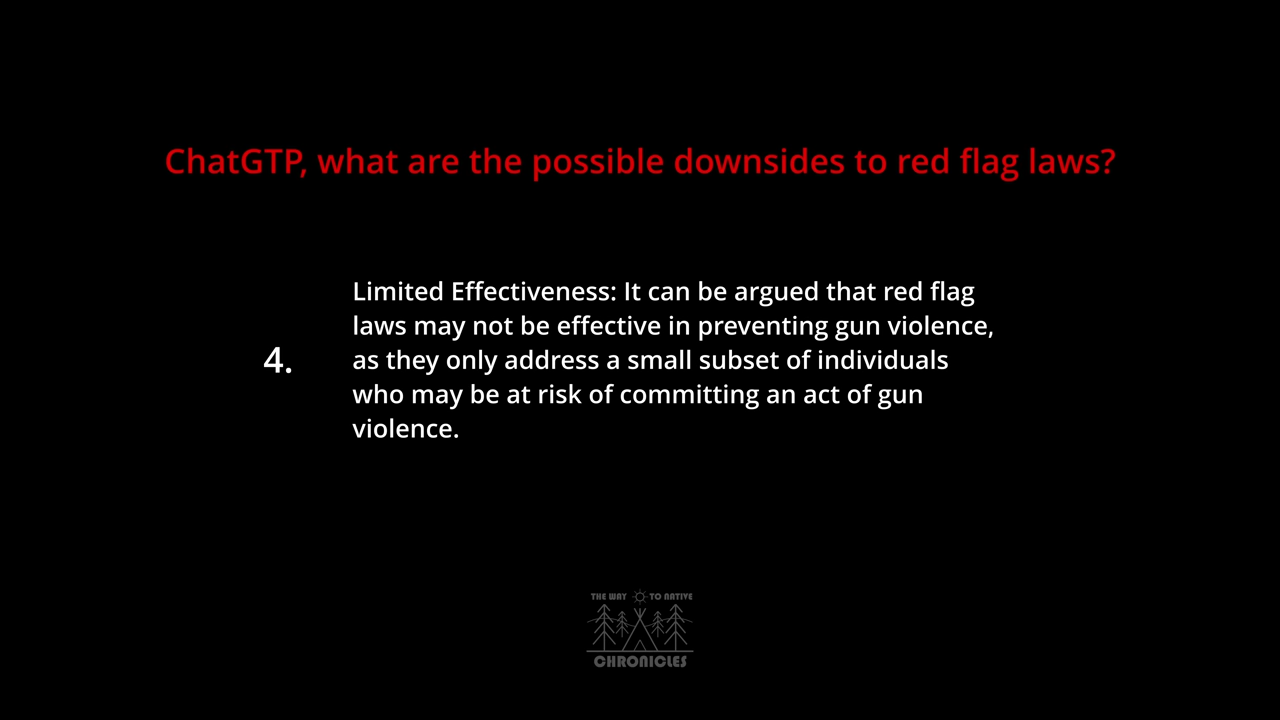 ChatGTP, what are the possible downsides to red flag laws?
Limited Effectiveness: It can be argued that red flag
laws may not be effective in preventing gun violence,
4.
as they only address a small subset of individuals
who may be at risk of committing an act of gun
violence.
THE WAY TO NATIVE
CHRONICLES